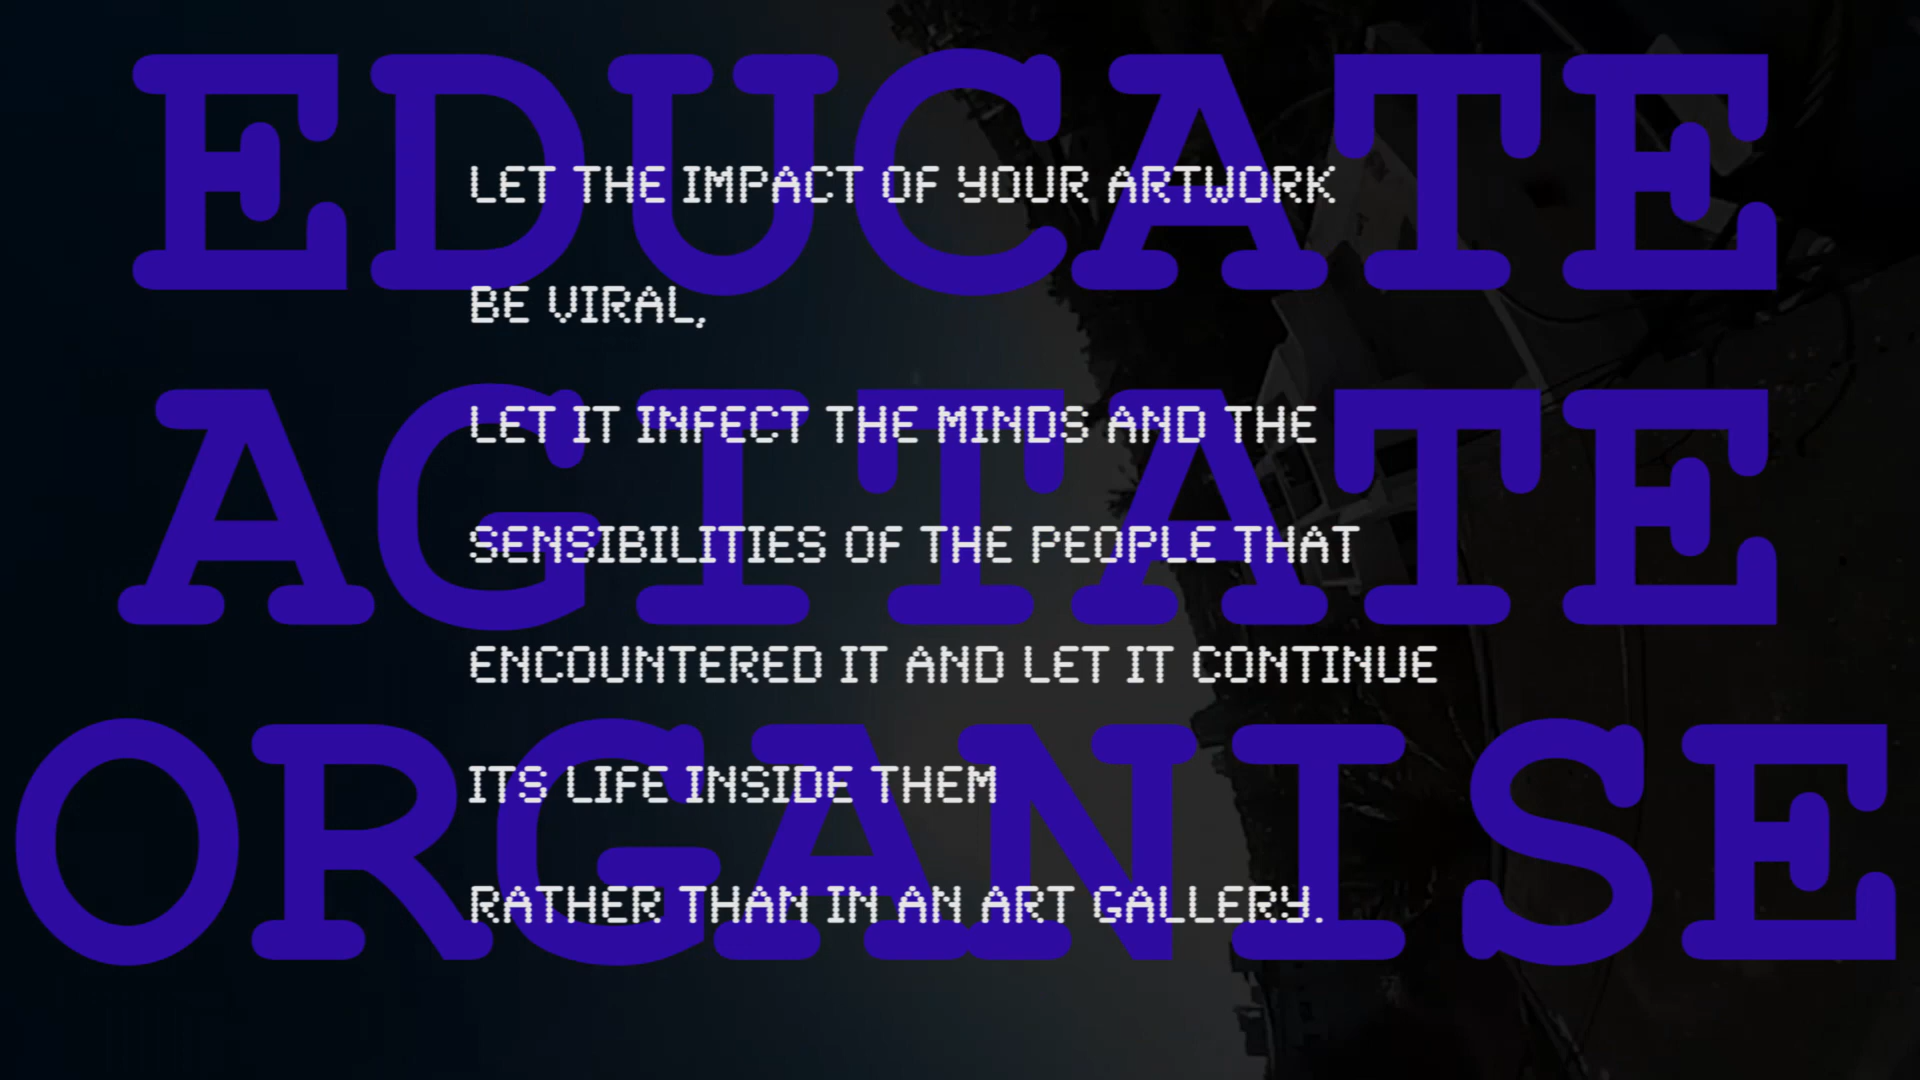 EDUCATE
LET THE IMPACT OF YOUR ARTWORK
BE VIRAL,
AGITATE
LET IT INFECT THE MINDS AND THE
SENSIBILITIES OF THE PEOPLE THAT
ENCOUNTERED IT AND LET IT CONTINUE
ORGANISE
ITS LIFE INSIDE THEM
RATHER THAN IN AN ART GALLERY.